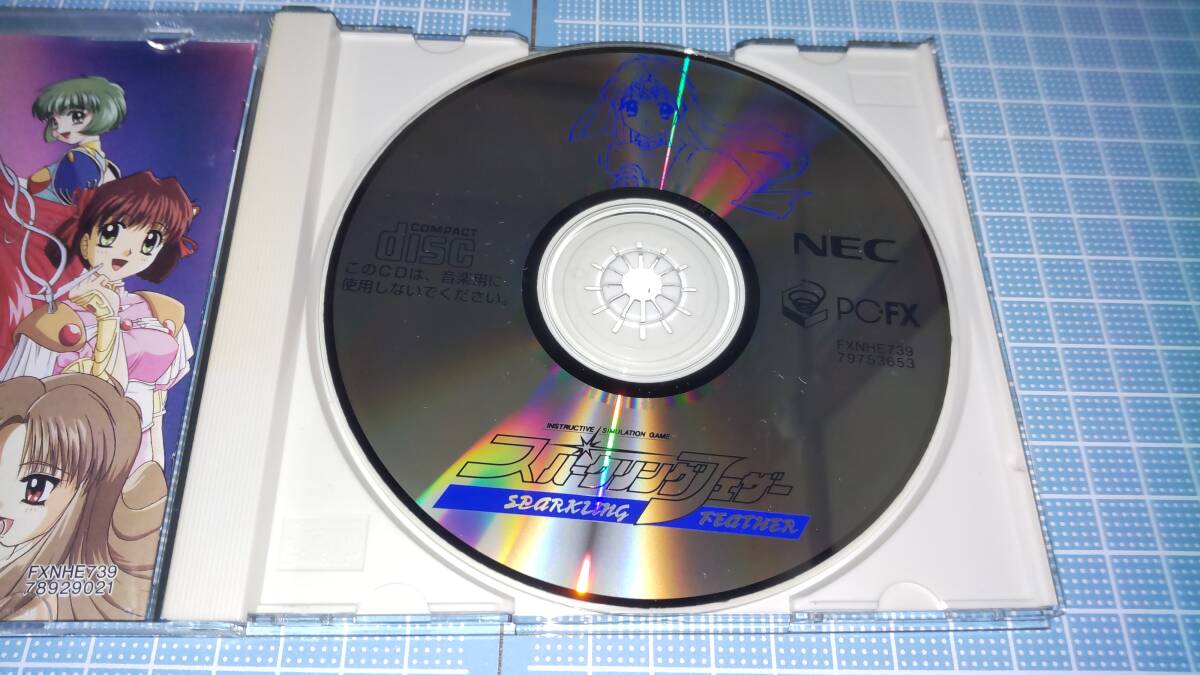 COMPACT
disc
このCDは、音楽用に
使用しないでください。
NEC
PC-FX
FXNHE739
79753653
INSTRUCTIVE SIMULATION GAME
スパークリングフェザー
SPARKLING FEATHER
FXNHE739
78929021